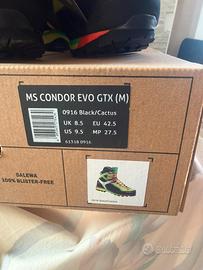 MS CONDOR EVO GTX (M)
0916 Black/Cactus
UK 8.5 EU 42.5
US 9.5 MP 27.5
61318 0916
SALEWA
100% BLISTER-FREE